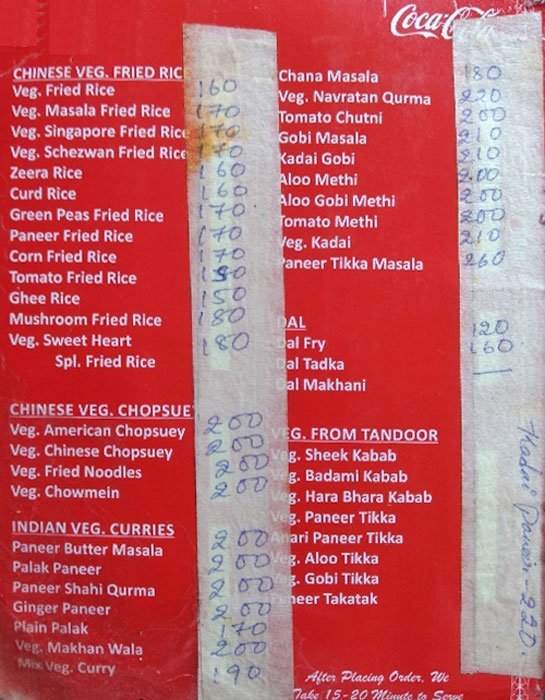 Coca-Co
CHINESE VEG. FRIED RIC
Veg. Fried Rice 160
Veg. Masala Fried Rice 170
Veg. Singapore Fried Rice 170
Veg. Schezwan Fried Rice 70
Zeera Rice 160
Curd Rice 160
Green Peas Fried Rice 170
Paneer Fried Rice 170
Corn Fried Rice 170
Tomato Fried Rice
Ghee Rice 150
Mushroom Fried Rice 180
Veg. Sweet Heart 180
Spl. Fried Rice
CHINESE VEG. CHOPSUEY
Veg. American Chopsuey 200
Veg. Chinese Chopsuey 200
Veg. Fried Noodles 200
Veg. Chowmein 200
INDIAN VEG. CURRIES
Paneer Butter Masala 200
Palak Paneer 200
Paneer Shahi Qurma 200
Ginger Paneer 200
Plain Palak 170
Veg. Makhan Wala 200
Mix Veg. Curry 190
Chana Masala 180
Veg. Navratan Qurma 220
Tomato Chutni 200
Gobi Masala 210
Kadai Gobi 210
Aloo Methi 200
Aloo Gobi Methi 200
Tomato Methi 200
Veg. Kadai 210
Paneer Tikka Masala 260
DAL 120
Dal Fry 160
Dal Tadka
Dal Makhani
VEG. FROM TANDOOR
Veg. Sheek Kabab
Veg. Badami Kabab
Veg. Hara Bhara Kabab
Veg. Paneer Tikka
Anari Paneer Tikka
Veg. Aloo Tikka
Veg. Gobi Tikka
Paneer Takatak
Kadai Paneer - 220.
After Placing Order, We
Take 15-20 Minute to Serve